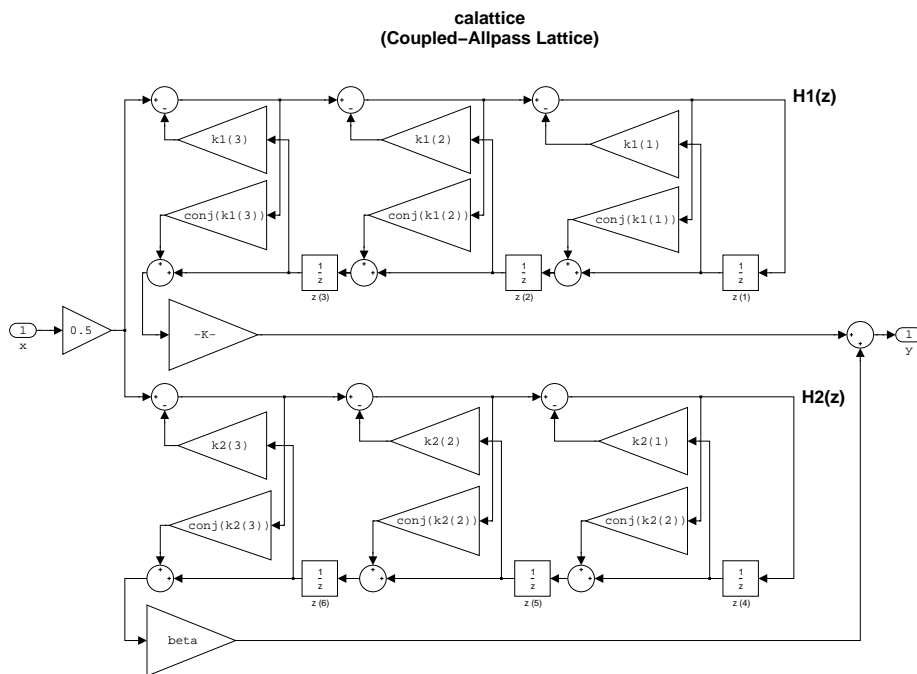 calattice
(Coupled−Allpass Lattice)
H1(z)
k1(3)
k1(2)
k1(1)
conj(k1(3))
conj(k1(2))
conj(k1(1))
1
z
z (3)
1
z
z (2)
1
z
z (1)
1
x
0.5
-K-
1
y
H2(z)
k2(3)
k2(2)
k2(1)
conj(k2(3))
conj(k2(2))
conj(k2(2))
1
z
z (6)
1
z
z (5)
1
z
z (4)
beta